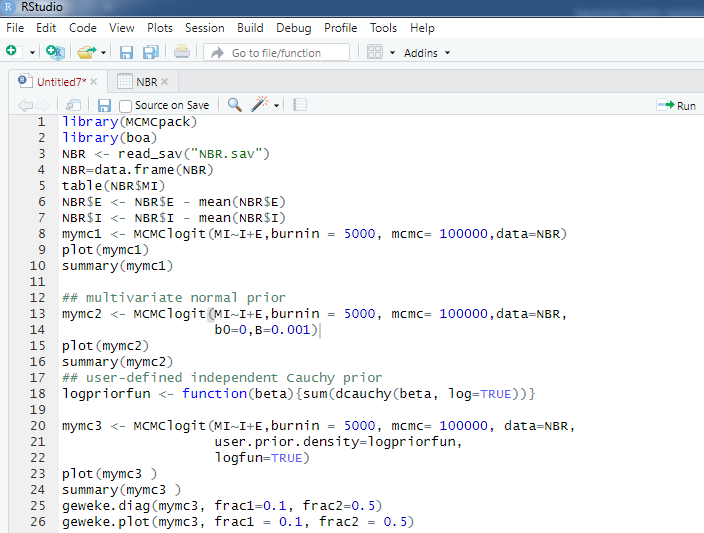 RStudio
File Edit Code View Plots Session Build Debug Profile Tools Help
Go to file/function Addins
Untitled7* NBR
Source on Save Run
1 library(MCMCpack)
2 library(boa)
3 NBR <- read_sav("NBR.sav")
4 NBR=data.frame(NBR)
5 table(NBR$MI)
6 NBR$E <- NBR$E - mean(NBR$E)
7 NBR$I <- NBR$I - mean(NBR$I)
8 mymc1 <- MCMClogit(MI~I+E,burnin = 5000, mcmc= 100000,data=NBR)
9 plot(mymc1)
10 summary(mymc1)
11
12 ## multivariate normal prior
13 mymc2 <- MCMClogit(MI~I+E,burnin = 5000, mcmc= 100000,data=NBR,
14 b0=0,B=0.001)
15 plot(mymc2)
16 summary(mymc2)
17 ## user-defined independent Cauchy prior
18 logpriorfun <- function(beta){sum(dcauchy(beta, log=TRUE))}
19
20 mymc3 <- MCMClogit(MI~I+E,burnin = 5000, mcmc= 100000, data=NBR,
21 user.prior.density=logpriorfun,
22 logfun=TRUE)
23 plot(mymc3 )
24 summary(mymc3 )
25 geweke.diag(mymc3, frac1=0.1, frac2=0.5)
26 geweke.plot(mymc3, frac1 = 0.1, frac2 = 0.5)